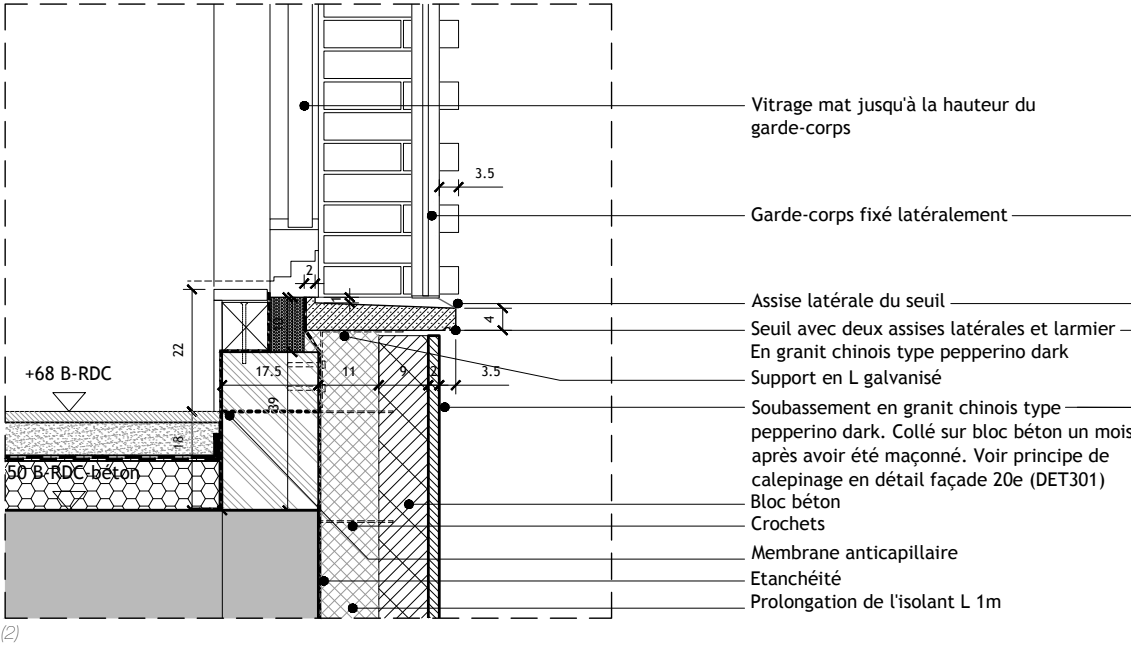 Vitrage mat jusqu'à la hauteur du
garde-corps
3.5
Garde-corps fixé latéralement
2
1
Assise latérale du seuil
4
Seuil avec deux assises latérales et larmier
En granit chinois type pepperino dark
22
17.5
11
9
2
3.5
Support en L galvanisé
+68 B-RDC
39
Soubassement en granit chinois type
pepperino dark. Collé sur bloc béton un mois
après avoir été maçonné. Voir principe de
calepinage en détail façade 20e (DET301)
18
50 B-RDC-béton
Bloc béton
Crochets
Membrane anticapillaire
Etanchéité
Prolongation de l'isolant L 1m
(2)